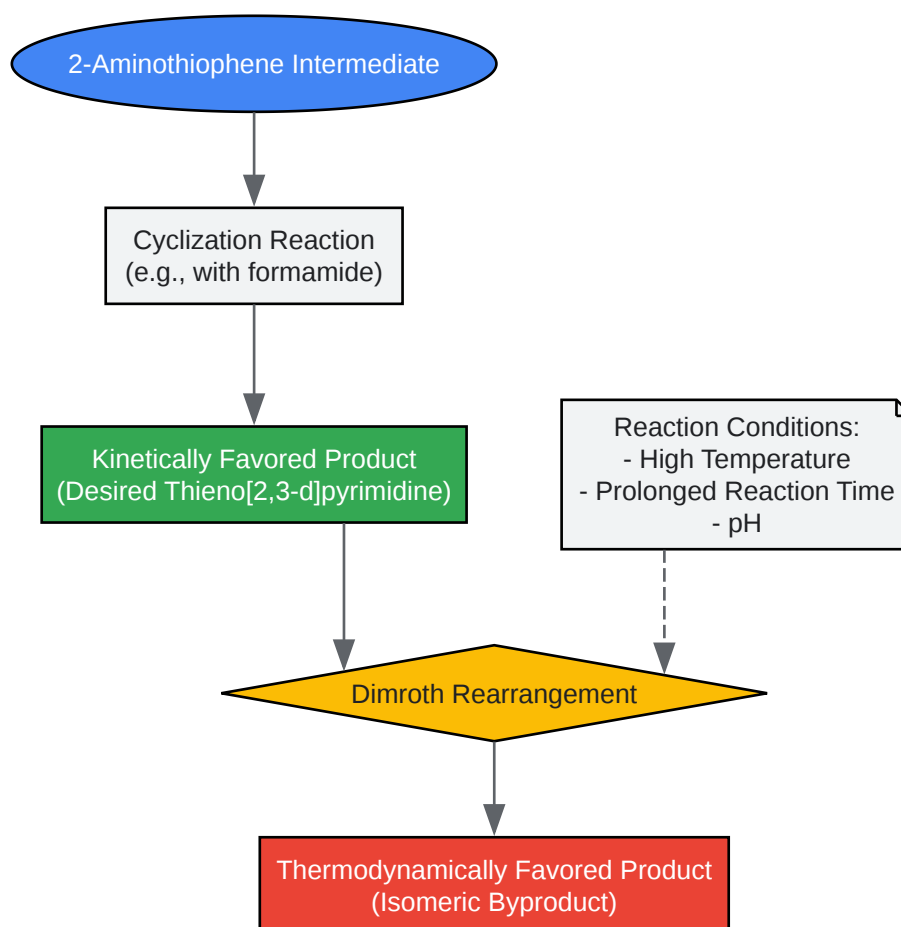 2-Aminothiophene Intermediate
Cyclization Reaction
(e.g., with formamide)
Kinetically Favored Product
(Desired Thieno[2,3-d]pyrimidine)
Reaction Conditions:
- High Temperature
- Prolonged Reaction Time
- pH
Dimroth Rearrangement
Thermodynamically Favored Product
(Isomeric Byproduct)